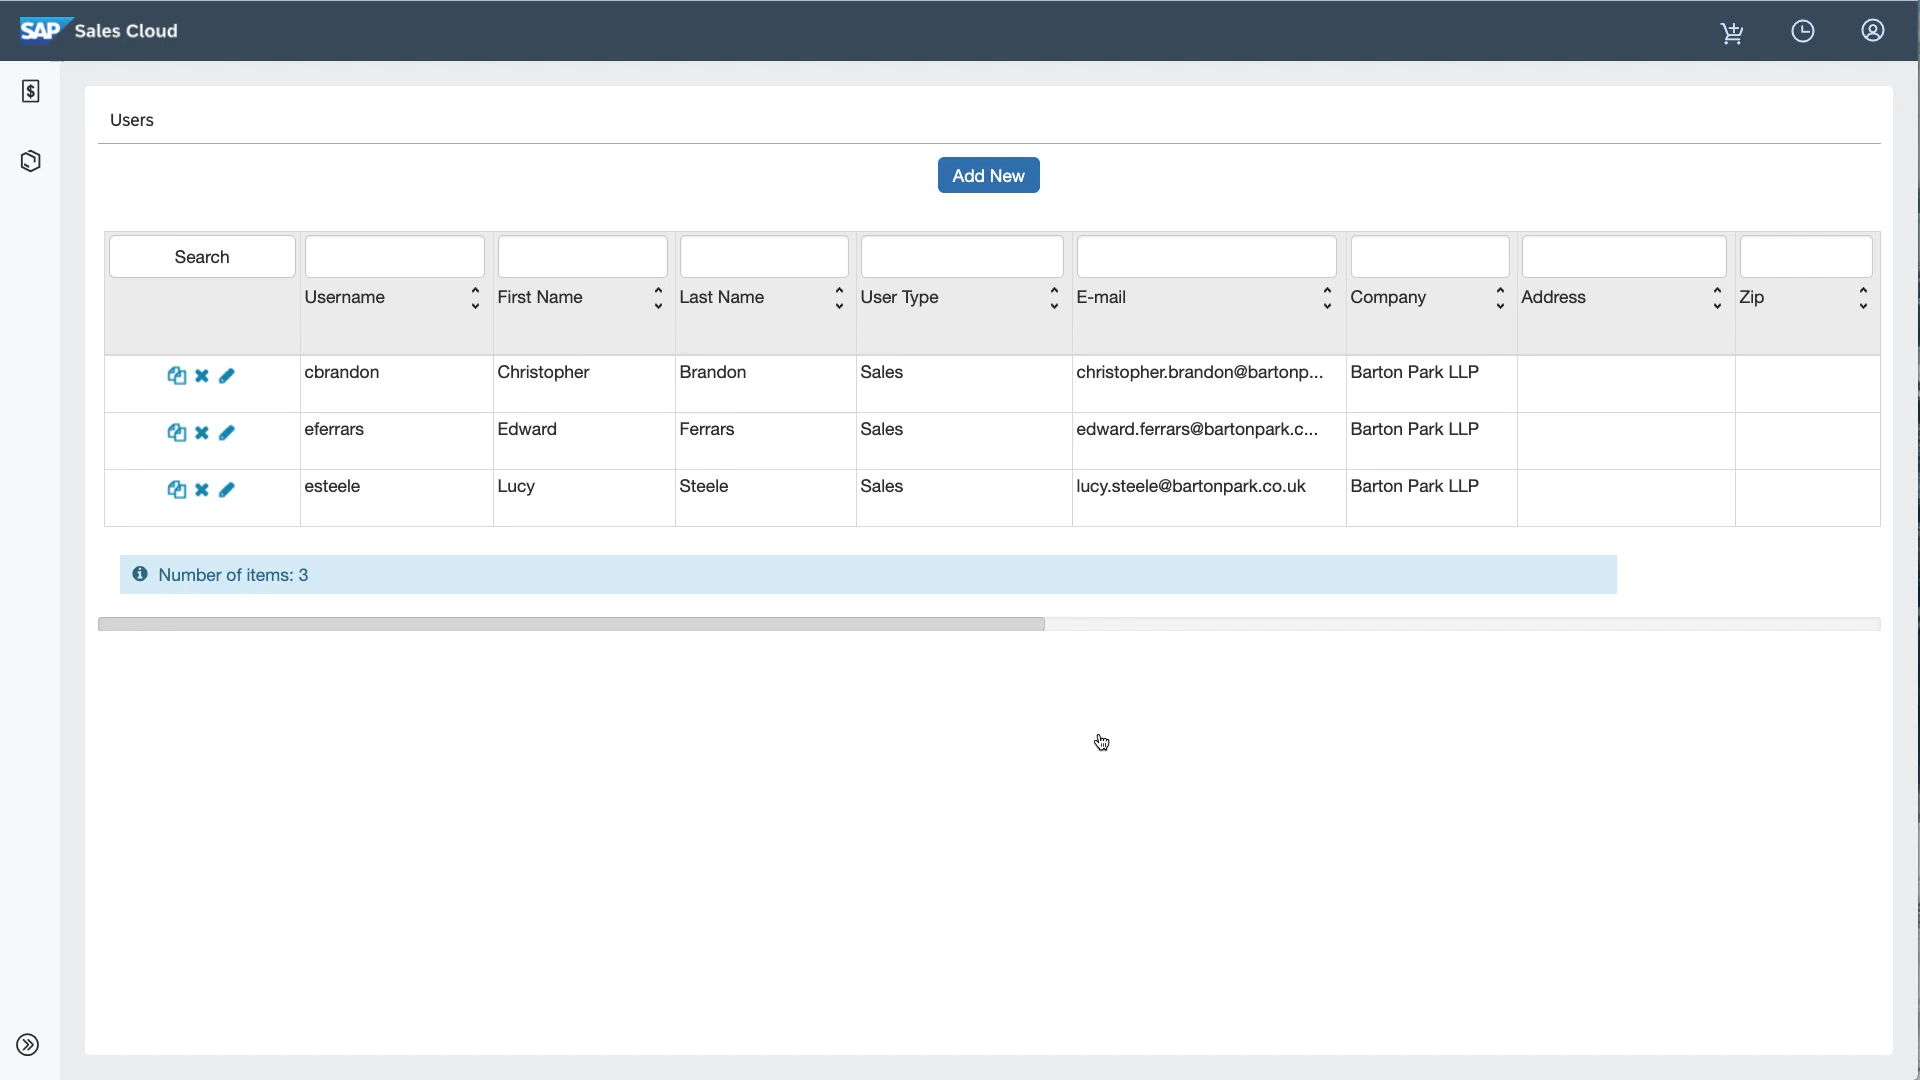 SAP Sales Cloud
Users
Add New
Search
Username First Name Last Name User Type E-mail Company Address Zip
cbrandon Christopher Brandon Sales christopher.brandon@bartonp... Barton Park LLP
eferrars Edward Ferrars Sales edward.ferrars@bartonpark.c... Barton Park LLP
esteele Lucy Steele Sales lucy.steele@bartonpark.co.uk Barton Park LLP
Number of items: 3